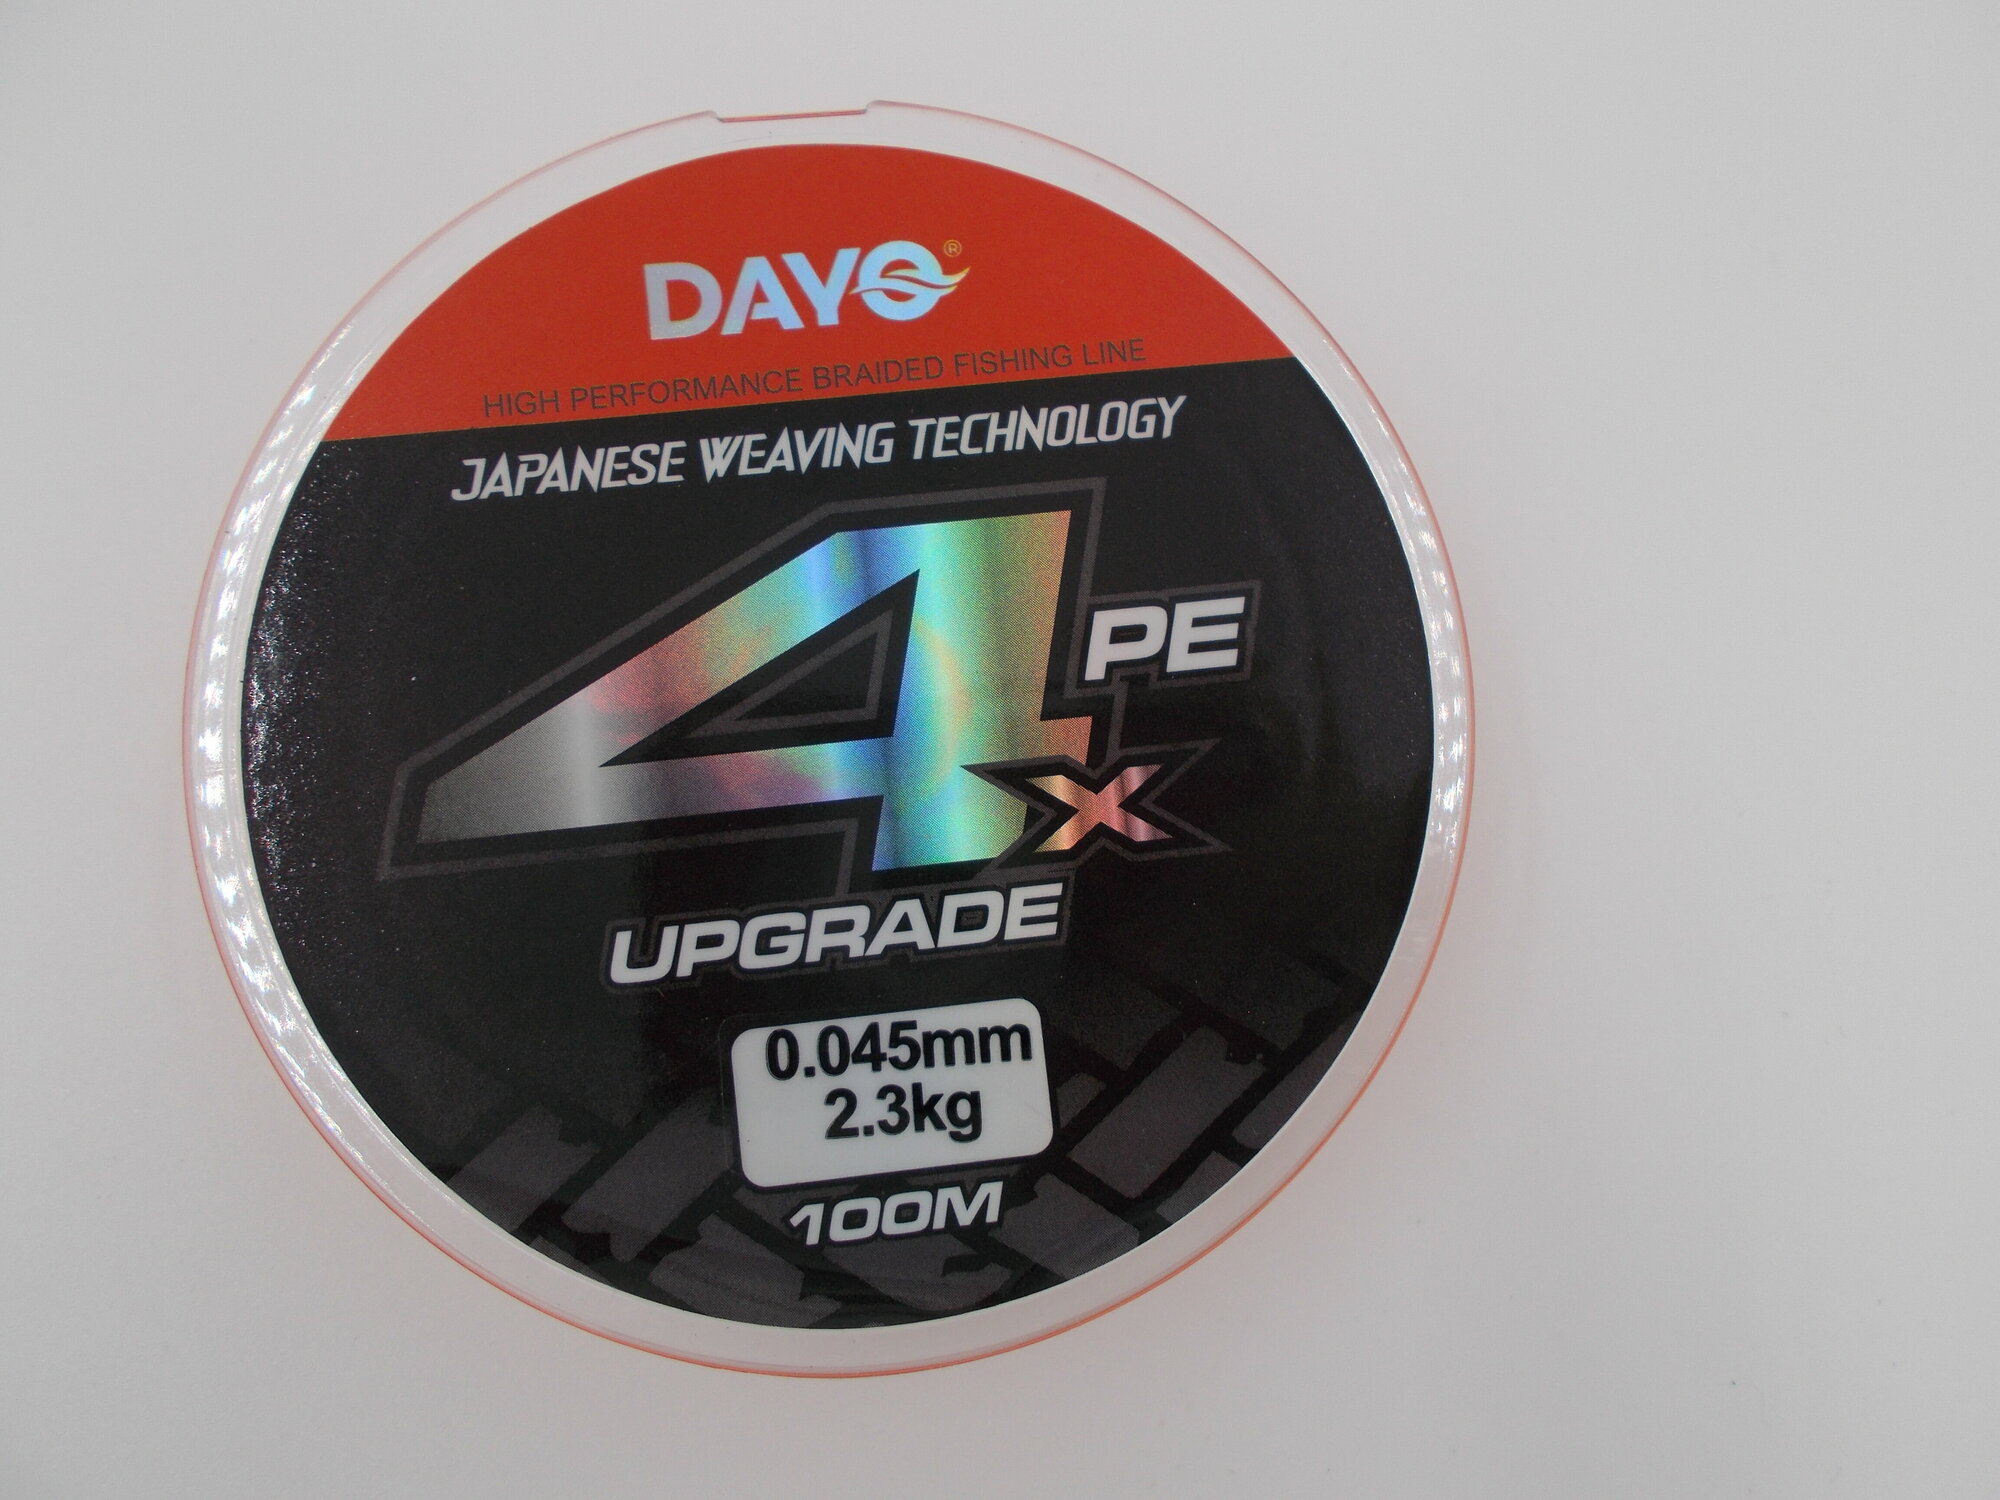 DAYO®
HIGH PERFORMANCE BRAIDED FISHING LINE
JAPANESE WEAVING TECHNOLOGY
4 PE
X
UPGRADE
0.045mm
2.3kg
100M